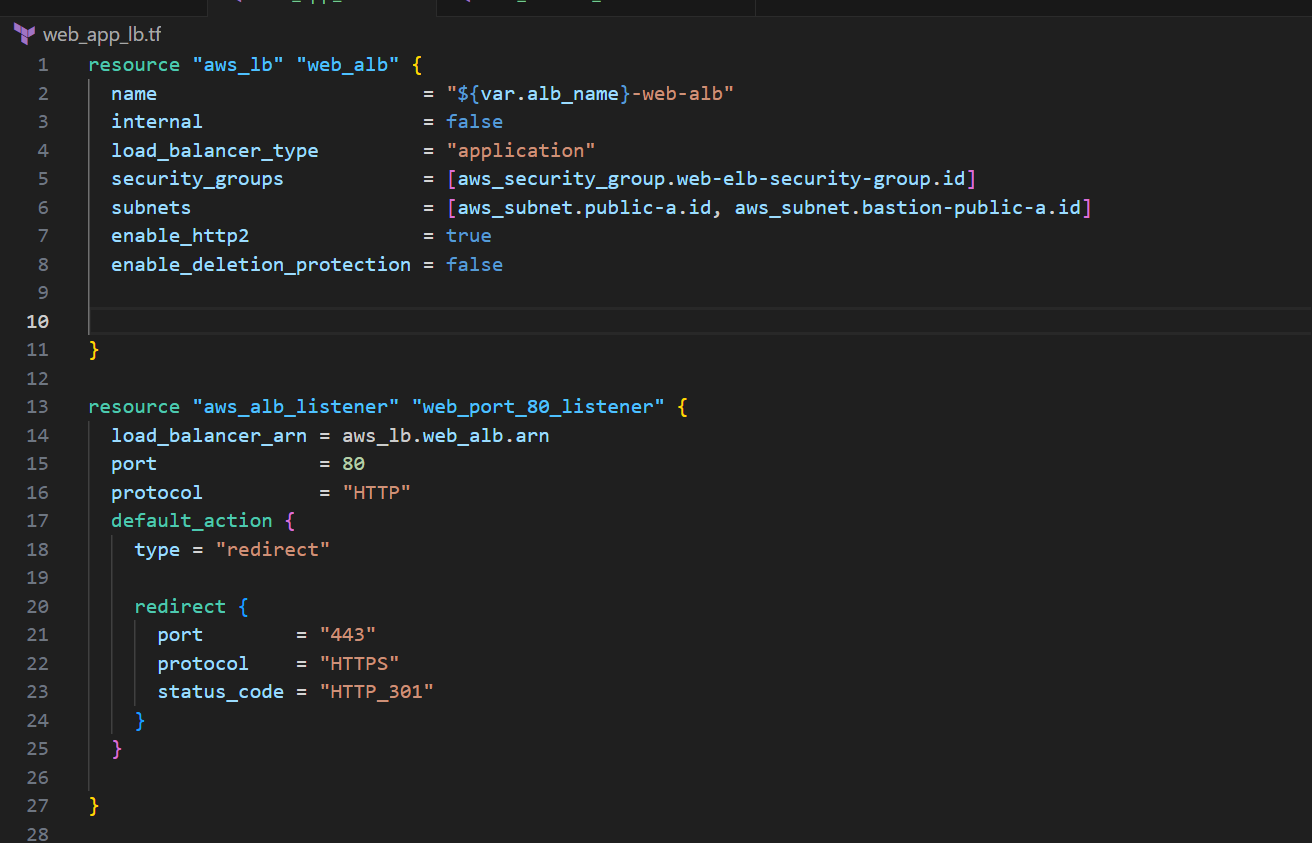 web_app_lb.tf
1 resource "aws_lb" "web_alb" {
2   name                       = "${var.alb_name}-web-alb"
3   internal                   = false
4   load_balancer_type         = "application"
5   security_groups            = [aws_security_group.web-elb-security-group.id]
6   subnets                    = [aws_subnet.public-a.id, aws_subnet.bastion-public-a.id]
7   enable_http2               = true
8   enable_deletion_protection = false
9
10
11 }
12
13 resource "aws_alb_listener" "web_port_80_listener" {
14   load_balancer_arn = aws_lb.web_alb.arn
15   port              = 80
16   protocol          = "HTTP"
17   default_action {
18     type = "redirect"
19
20     redirect {
21       port        = "443"
22       protocol    = "HTTPS"
23       status_code = "HTTP_301"
24     }
25   }
26
27 }
28